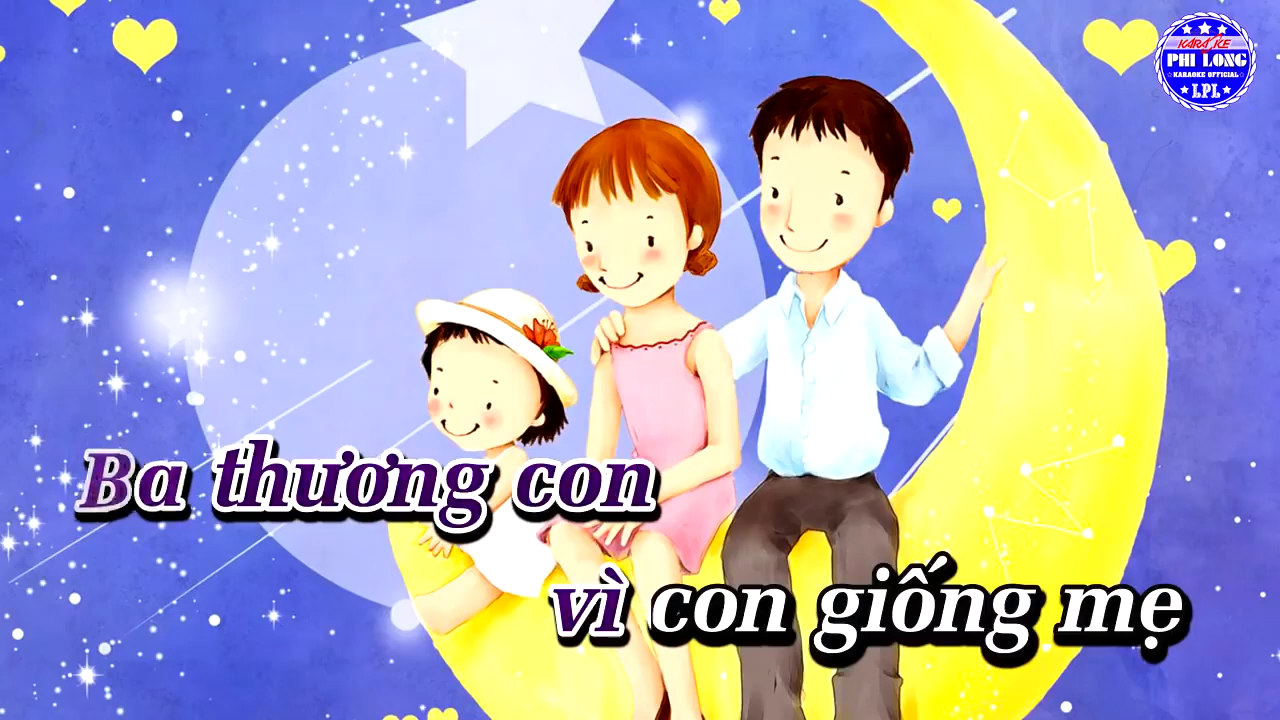 KARAOKE
PHI LONG
KARAOKE OFFICIAL
LPL
Ba thương con
vì con giống mẹ